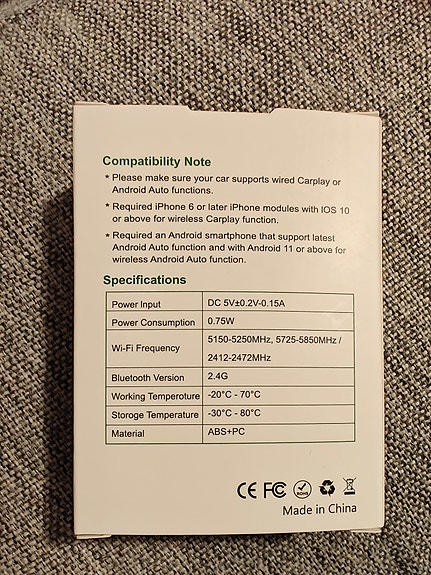 Compatibility Note
* Please make sure your car supports wired Carplay or
Android Auto functions.
* Required iPhone 6 or later iPhone modules with IOS 10
or above for wireless Carplay function.
* Required an Android smartphone that support latest
Android Auto function and with Android 11 or above for
wireless Android Auto function.
Specifications
Power Input DC 5V±0.2V-0.15A
Power Consumption 0.75W
Wi-Fi Frequency 5150-5250MHz, 5725-5850MHz /
2412-2472MHz
Bluetooth Version 2.4G
Working Temperoture -20°C - 70°C
Storoge Temperature -30°C - 80°C
Material ABS+PC
CE FC ROHS
Made in China